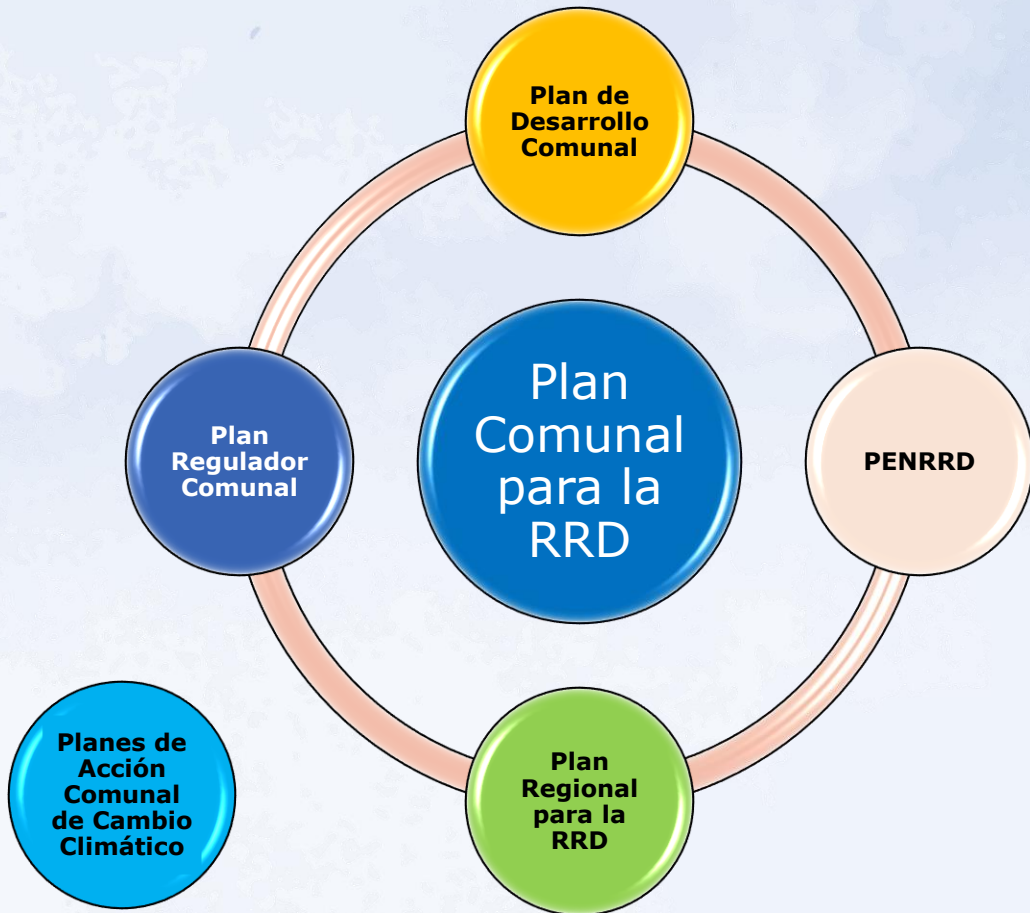 Plan de
Desarrollo
Comunal
Plan
Regulador
Comunal
Plan
Comunal
para la
RRD
PENRRD
Planes de
Acción
Comunal
de Cambio
Climático
Plan
Regional
para la
RRD